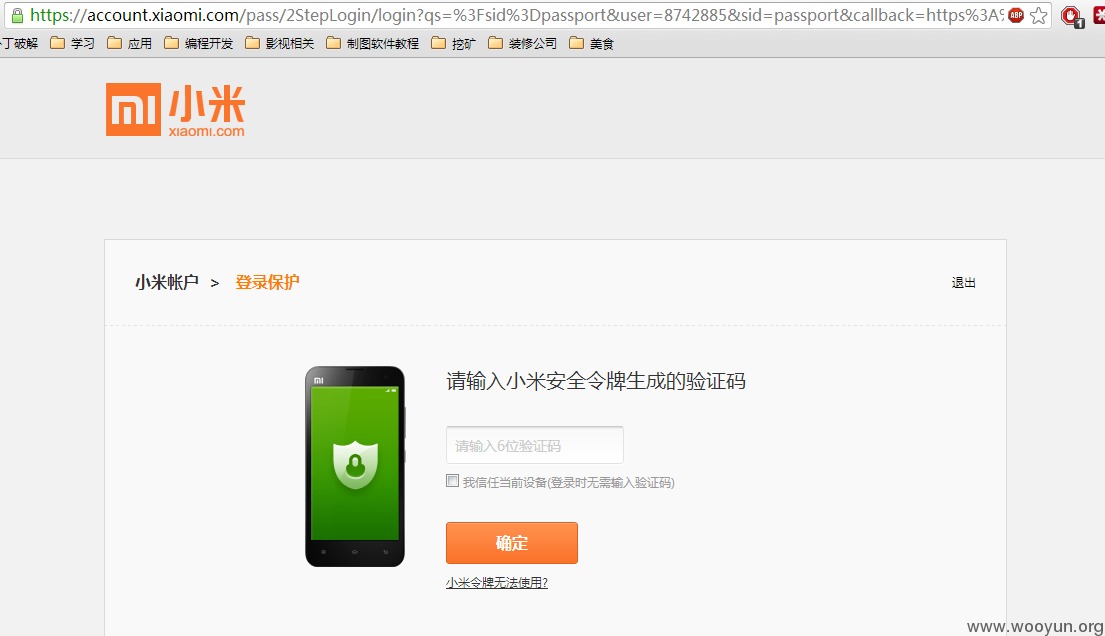 https://account.xiaomi.com/pass/2StepLogin/login?qs=%3Fsid%3Dpassport&user=8742885&sid=passport&callback=https%3A% ABP 1
丁破解 学习 应用 编程开发 影视相关 制图软件教程 挖矿 装修公司 美食
mi 小米
xiaomi.com
小米帐户 > 登录保护 退出
mi
请输入小米安全令牌生成的验证码
请输入6位验证码
我信任当前设备(登录时无需输入验证码)
确定
小米令牌无法使用?
www.wooyun.org